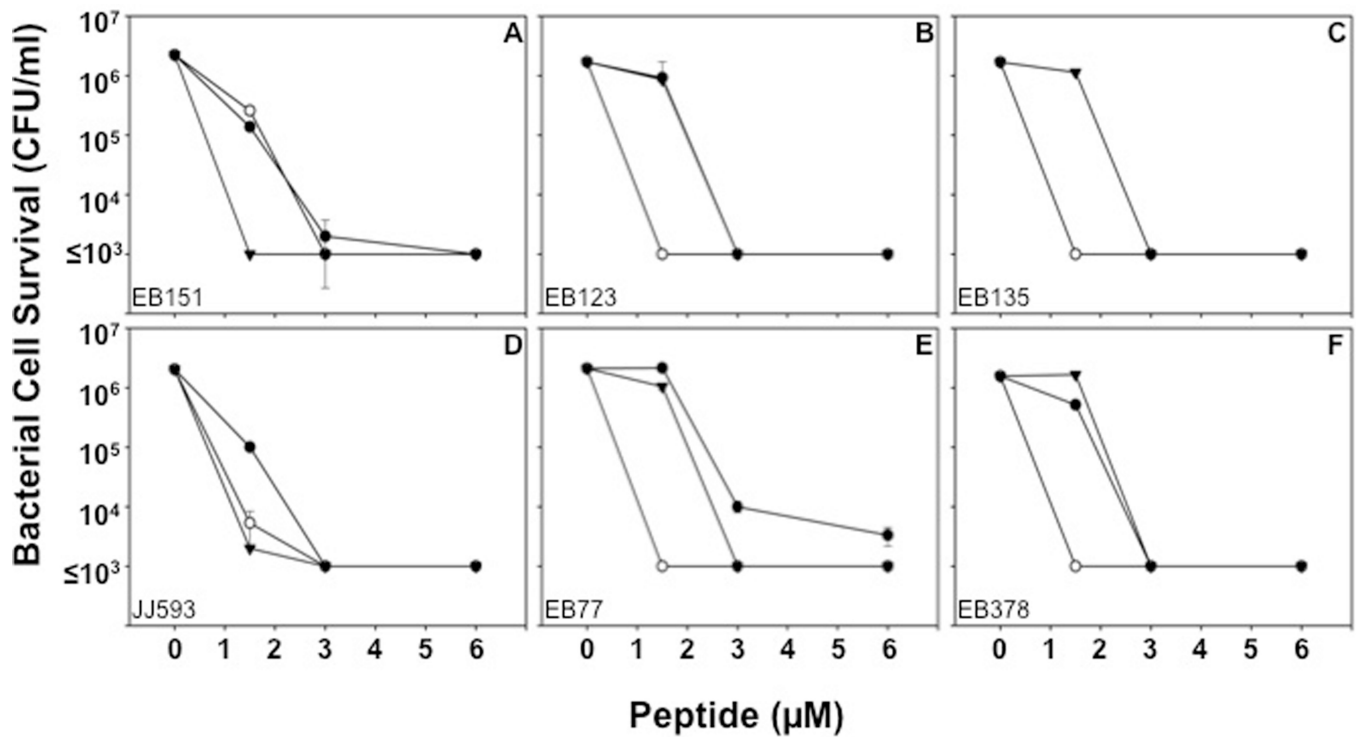 Bacterial Cell Survival (CFU/ml)
10⁷
10⁶
10⁵
10⁴
≤10³
A
EB151
B
EB123
C
EB135
10⁷
10⁶
10⁵
10⁴
≤10³
D
JJ593
E
EB77
F
EB378
0 1 2 3 4 5 6
0 1 2 3 4 5 6
0 1 2 3 4 5 6
Peptide (µM)